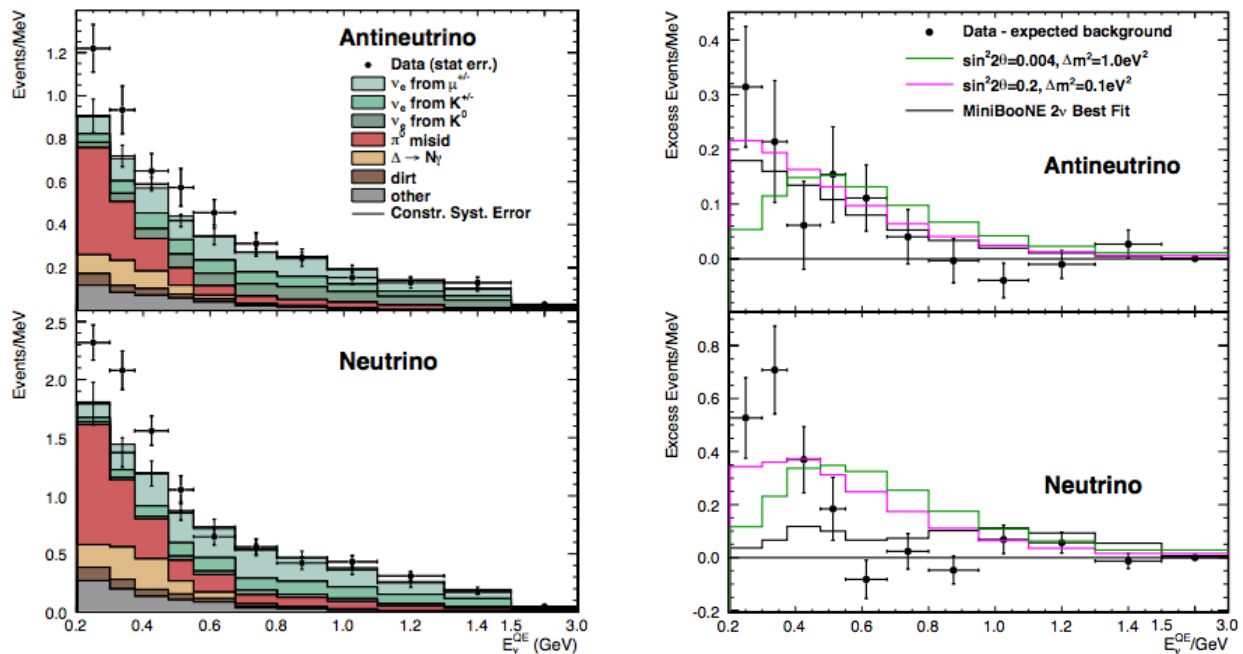 Events/MeV
1.2
1.0
0.8
0.6
0.4
0.2
Antineutrino
Data (stat err.)
νe from μ+/-
νe from K+/-
νe from K0
π0 misid
Δ → Nγ
dirt
other
Constr. Syst. Error
Events/MeV
2.5
2.0
1.5
1.0
0.5
0.0
Neutrino
0.2 0.4 0.6 0.8 1.0 1.2 1.4 1.5 3.0
EνQE (GeV)
Excess Events/MeV
0.4
0.3
0.2
0.1
0.0
-0.1
Data - expected background
sin²2θ=0.004, Δm²=1.0eV²
sin²2θ=0.2, Δm²=0.1eV²
MiniBooNE 2ν Best Fit
Antineutrino
Excess Events/MeV
0.8
0.6
0.4
0.2
0.0
-0.2
Neutrino
0.2 0.4 0.6 0.8 1.0 1.2 1.4 1.5 3.0
EνQE/GeV